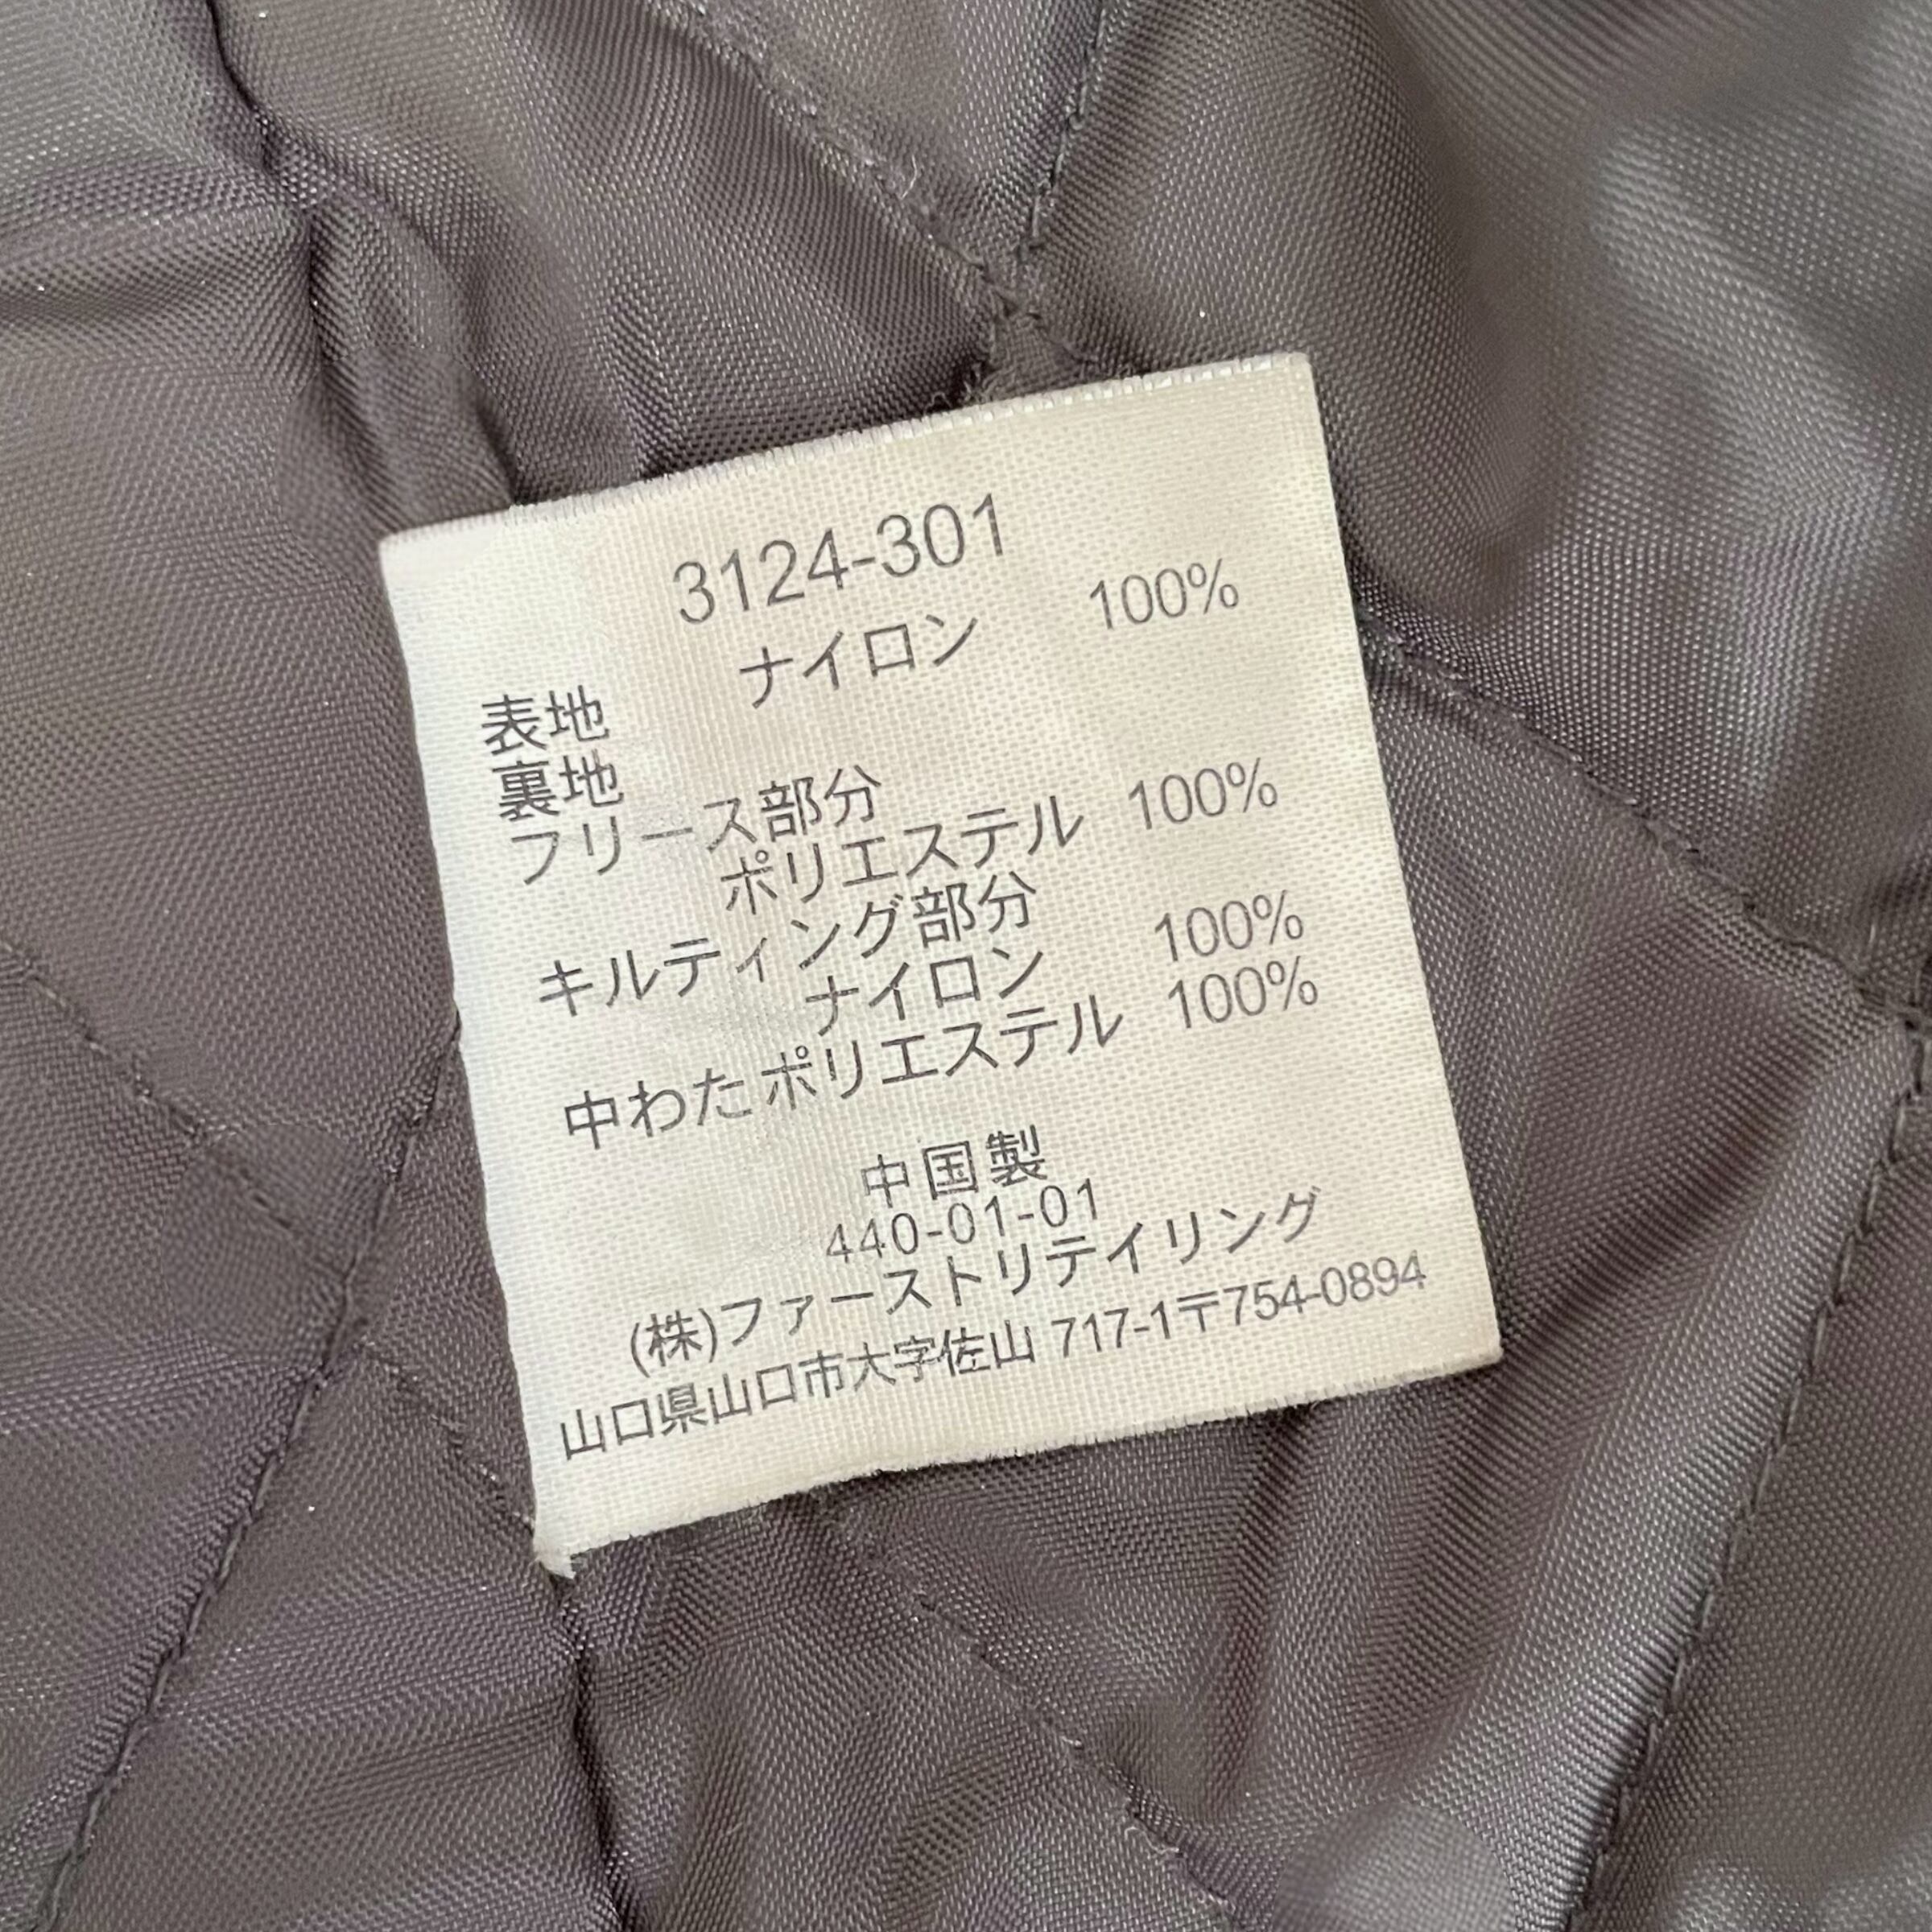 3124-301
表地 ナイロン 100%
裏地
フリース部分
ポリエステル 100%
キルティング部分
ナイロン 100%
中わた ポリエステル 100%
中国製
440-01-01
(株)ファーストリテイリング
山口県山口市大字佐山 717-1〒754-0894